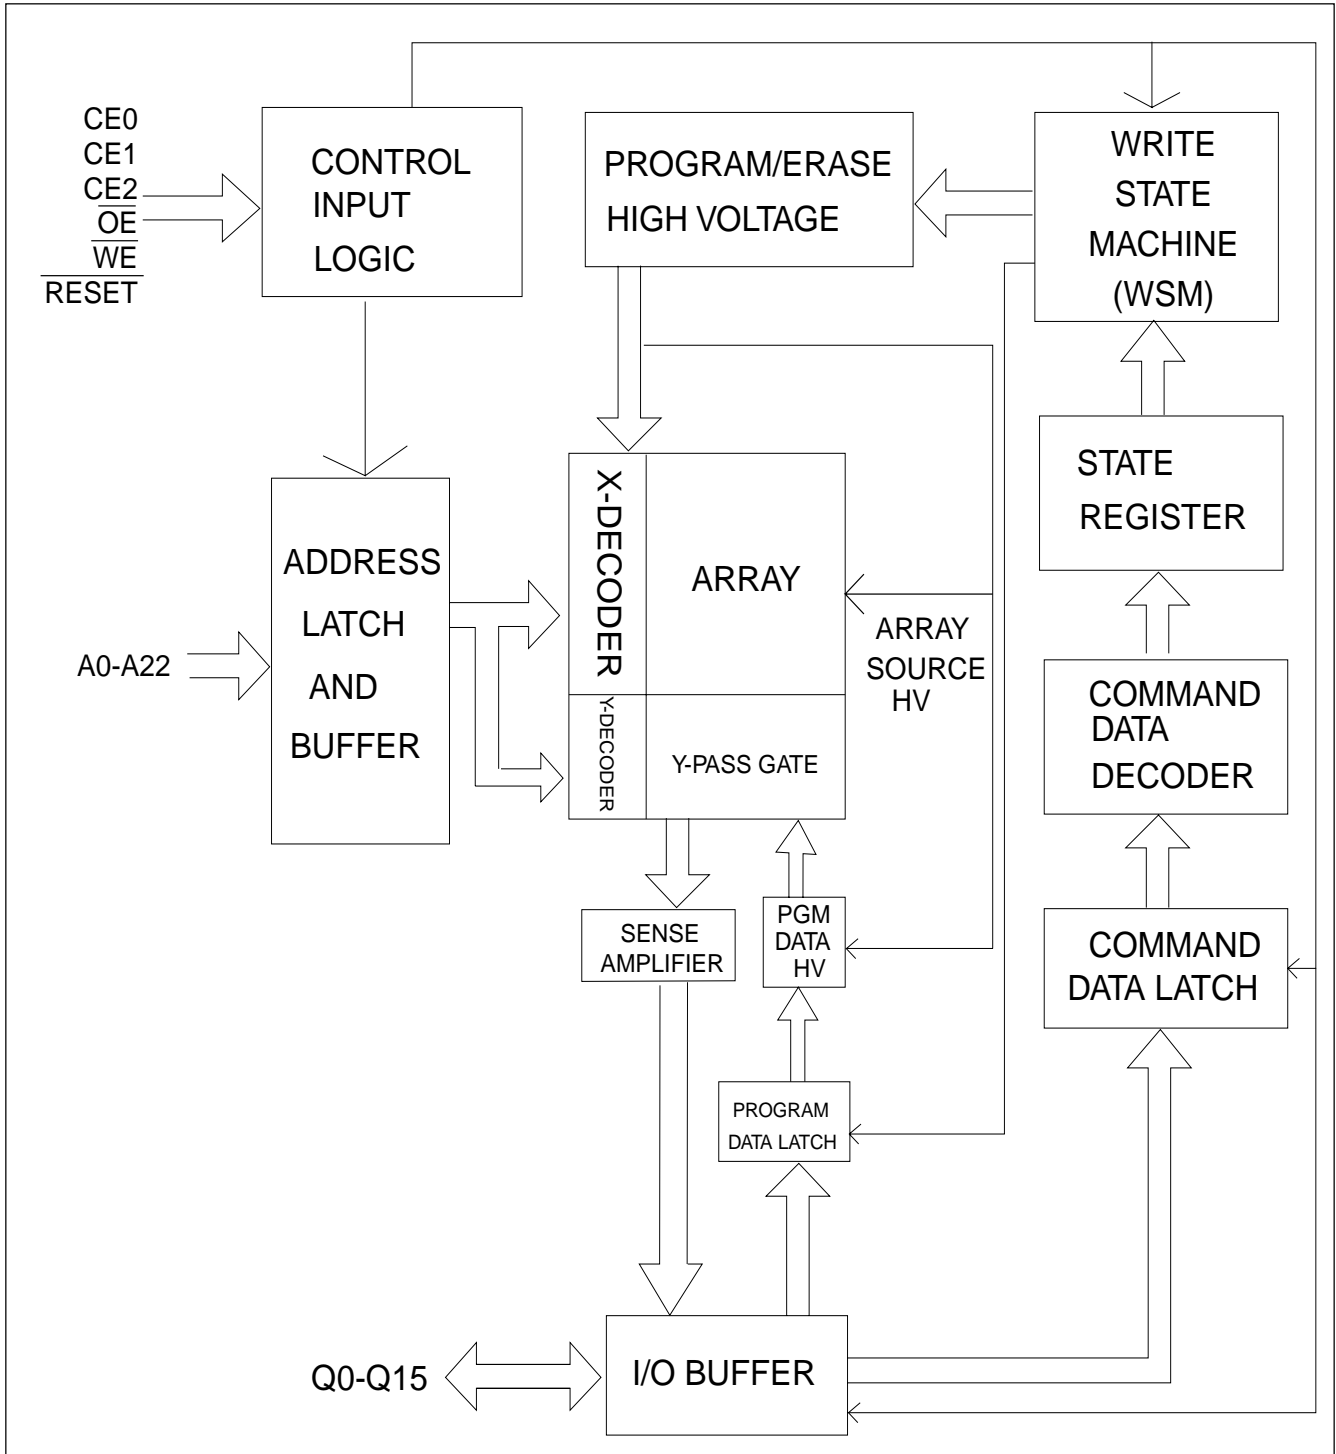 CE0
CE1
CE2
OE
WE
RESET
CONTROL
INPUT
LOGIC
PROGRAM/ERASE
HIGH VOLTAGE
WRITE
STATE
MACHINE
(WSM)
STATE
REGISTER
A0-A22
ADDRESS
LATCH
AND
BUFFER
X-DECODER
ARRAY
Y-DECODER
Y-PASS GATE
ARRAY
SOURCE
HV
COMMAND
DATA
DECODER
SENSE
AMPLIFIER
PGM
DATA
HV
COMMAND
DATA LATCH
PROGRAM
DATA LATCH
Q0-Q15
I/O BUFFER